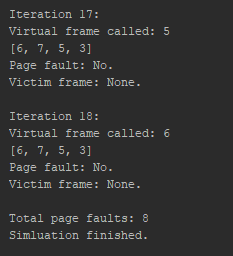 Iteration 17:
Virtual frame called: 5
[6, 7, 5, 3]
Page fault: No.
Victim frame: None.
Iteration 18:
Virtual frame called: 6
[6, 7, 5, 3]
Page fault: No.
Victim frame: None.
Total page faults: 8
Simluation finished.